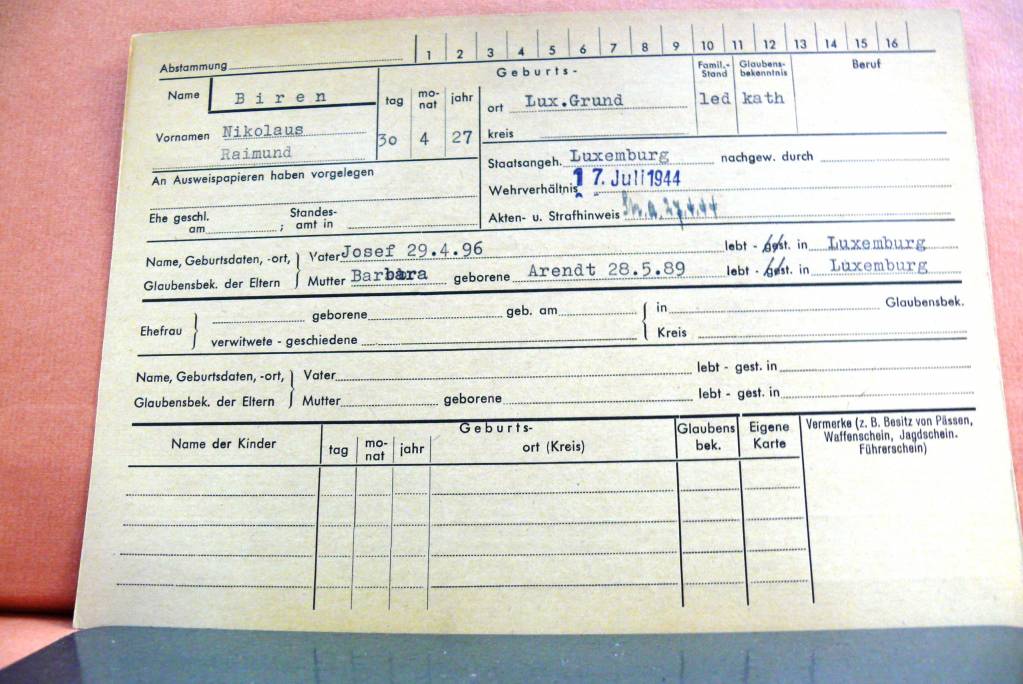 Abstammung 1 2 3 4 5 6 7 8 9 10 11 12 13 14 15 16
Geburts- Famil.-Stand Glaubens-bekenntnis Beruf
Name Biren tag mo-nat jahr ort Lux.Grund led kath
Vornamen Nikolaus 30 4 27 kreis
Raimund
Staatsangeh. Luxemburg nachgew. durch
An Ausweispapieren haben vorgelegen
Wehrverhältnis 17. Juli 1944
Ehe geschl. am ; Standes-amt in
Akten- u. Strafhinweis
Name, Geburtsdaten, -ort, Vater Josef 29.4.96 lebt - gest. in Luxemburg
Glaubensbek. der Eltern Mutter Barbara geborene Arendt 28.5.89 lebt - gest. in Luxemburg
Ehefrau geborene geb. am in Glaubensbek.
verwitwete - geschiedene Kreis
Name, Geburtsdaten, -ort, Vater lebt - gest. in
Glaubensbek. der Eltern Mutter geborene lebt - gest. in
Name der Kinder Geburts- Glaubens bek. Eigene Karte Vermerke (z. B. Besitz von Pässen,
tag mo-nat jahr ort (Kreis) Waffenschein, Jagdschein.
Führerschein)